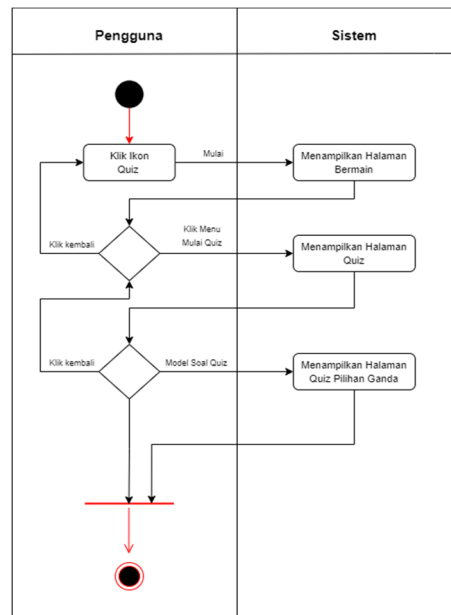 Pengguna
Sistem
Klik Ikon
Quiz
Mulai
Menampilkan Halaman
Bermain
Klik kembali
Klik Menu
Mulai Quiz
Menampilkan Halaman
Quiz
Klik kembali
Model Soal Quiz
Menampilkan Halaman
Quiz Pilihan Ganda